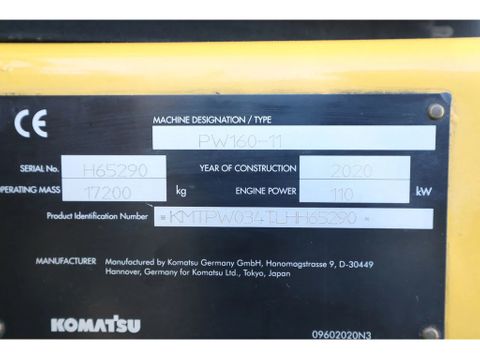 CE
MACHINE DESIGNATION / TYPE
PW160-11
SERIAL No. H65290 YEAR OF CONSTRUCTION 2020
OPERATING MASS 17200 kg ENGINE POWER 110 kW
Product Identification Number *KMTPW034TLHH65290*
MANUFACTURER Manufactured by Komatsu Germany GmbH, Hanomagstrasse 9, D-30449
Hannover, Germany for Komatsu Ltd., Tokyo, Japan
KOMATSU 09602020N3